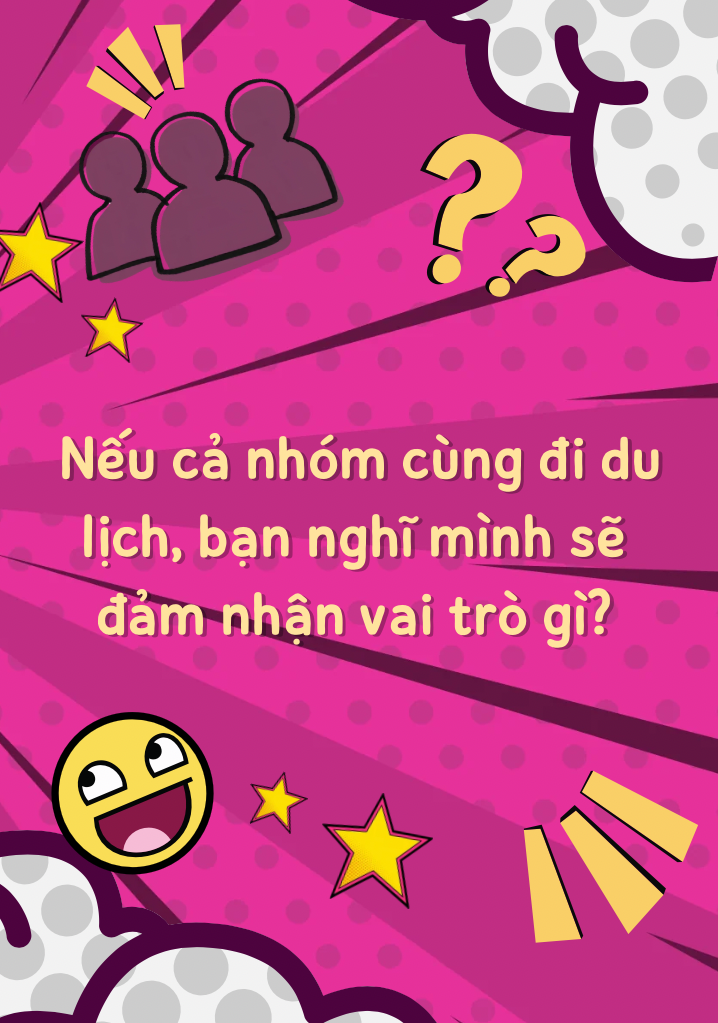 Nếu cả nhóm cùng đi du
lịch, bạn nghĩ mình sẽ
đảm nhận vai trò gì?